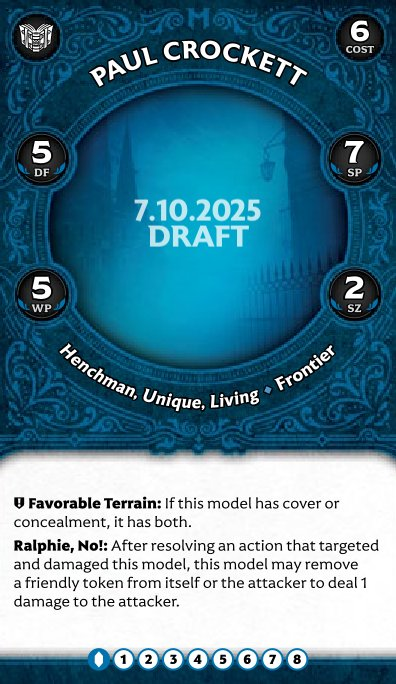 6
COST
PAUL CROCKETT
5
DF
7
SP
7.10.2025
DRAFT
5
WP
2
SZ
Henchman, Unique, Living • Frontier
Favorable Terrain: If this model has cover or
concealment, it has both.
Ralphie, No!: After resolving an action that targeted
and damaged this model, this model may remove
a friendly token from itself or the attacker to deal 1
damage to the attacker.
1 2 3 4 5 6 7 8